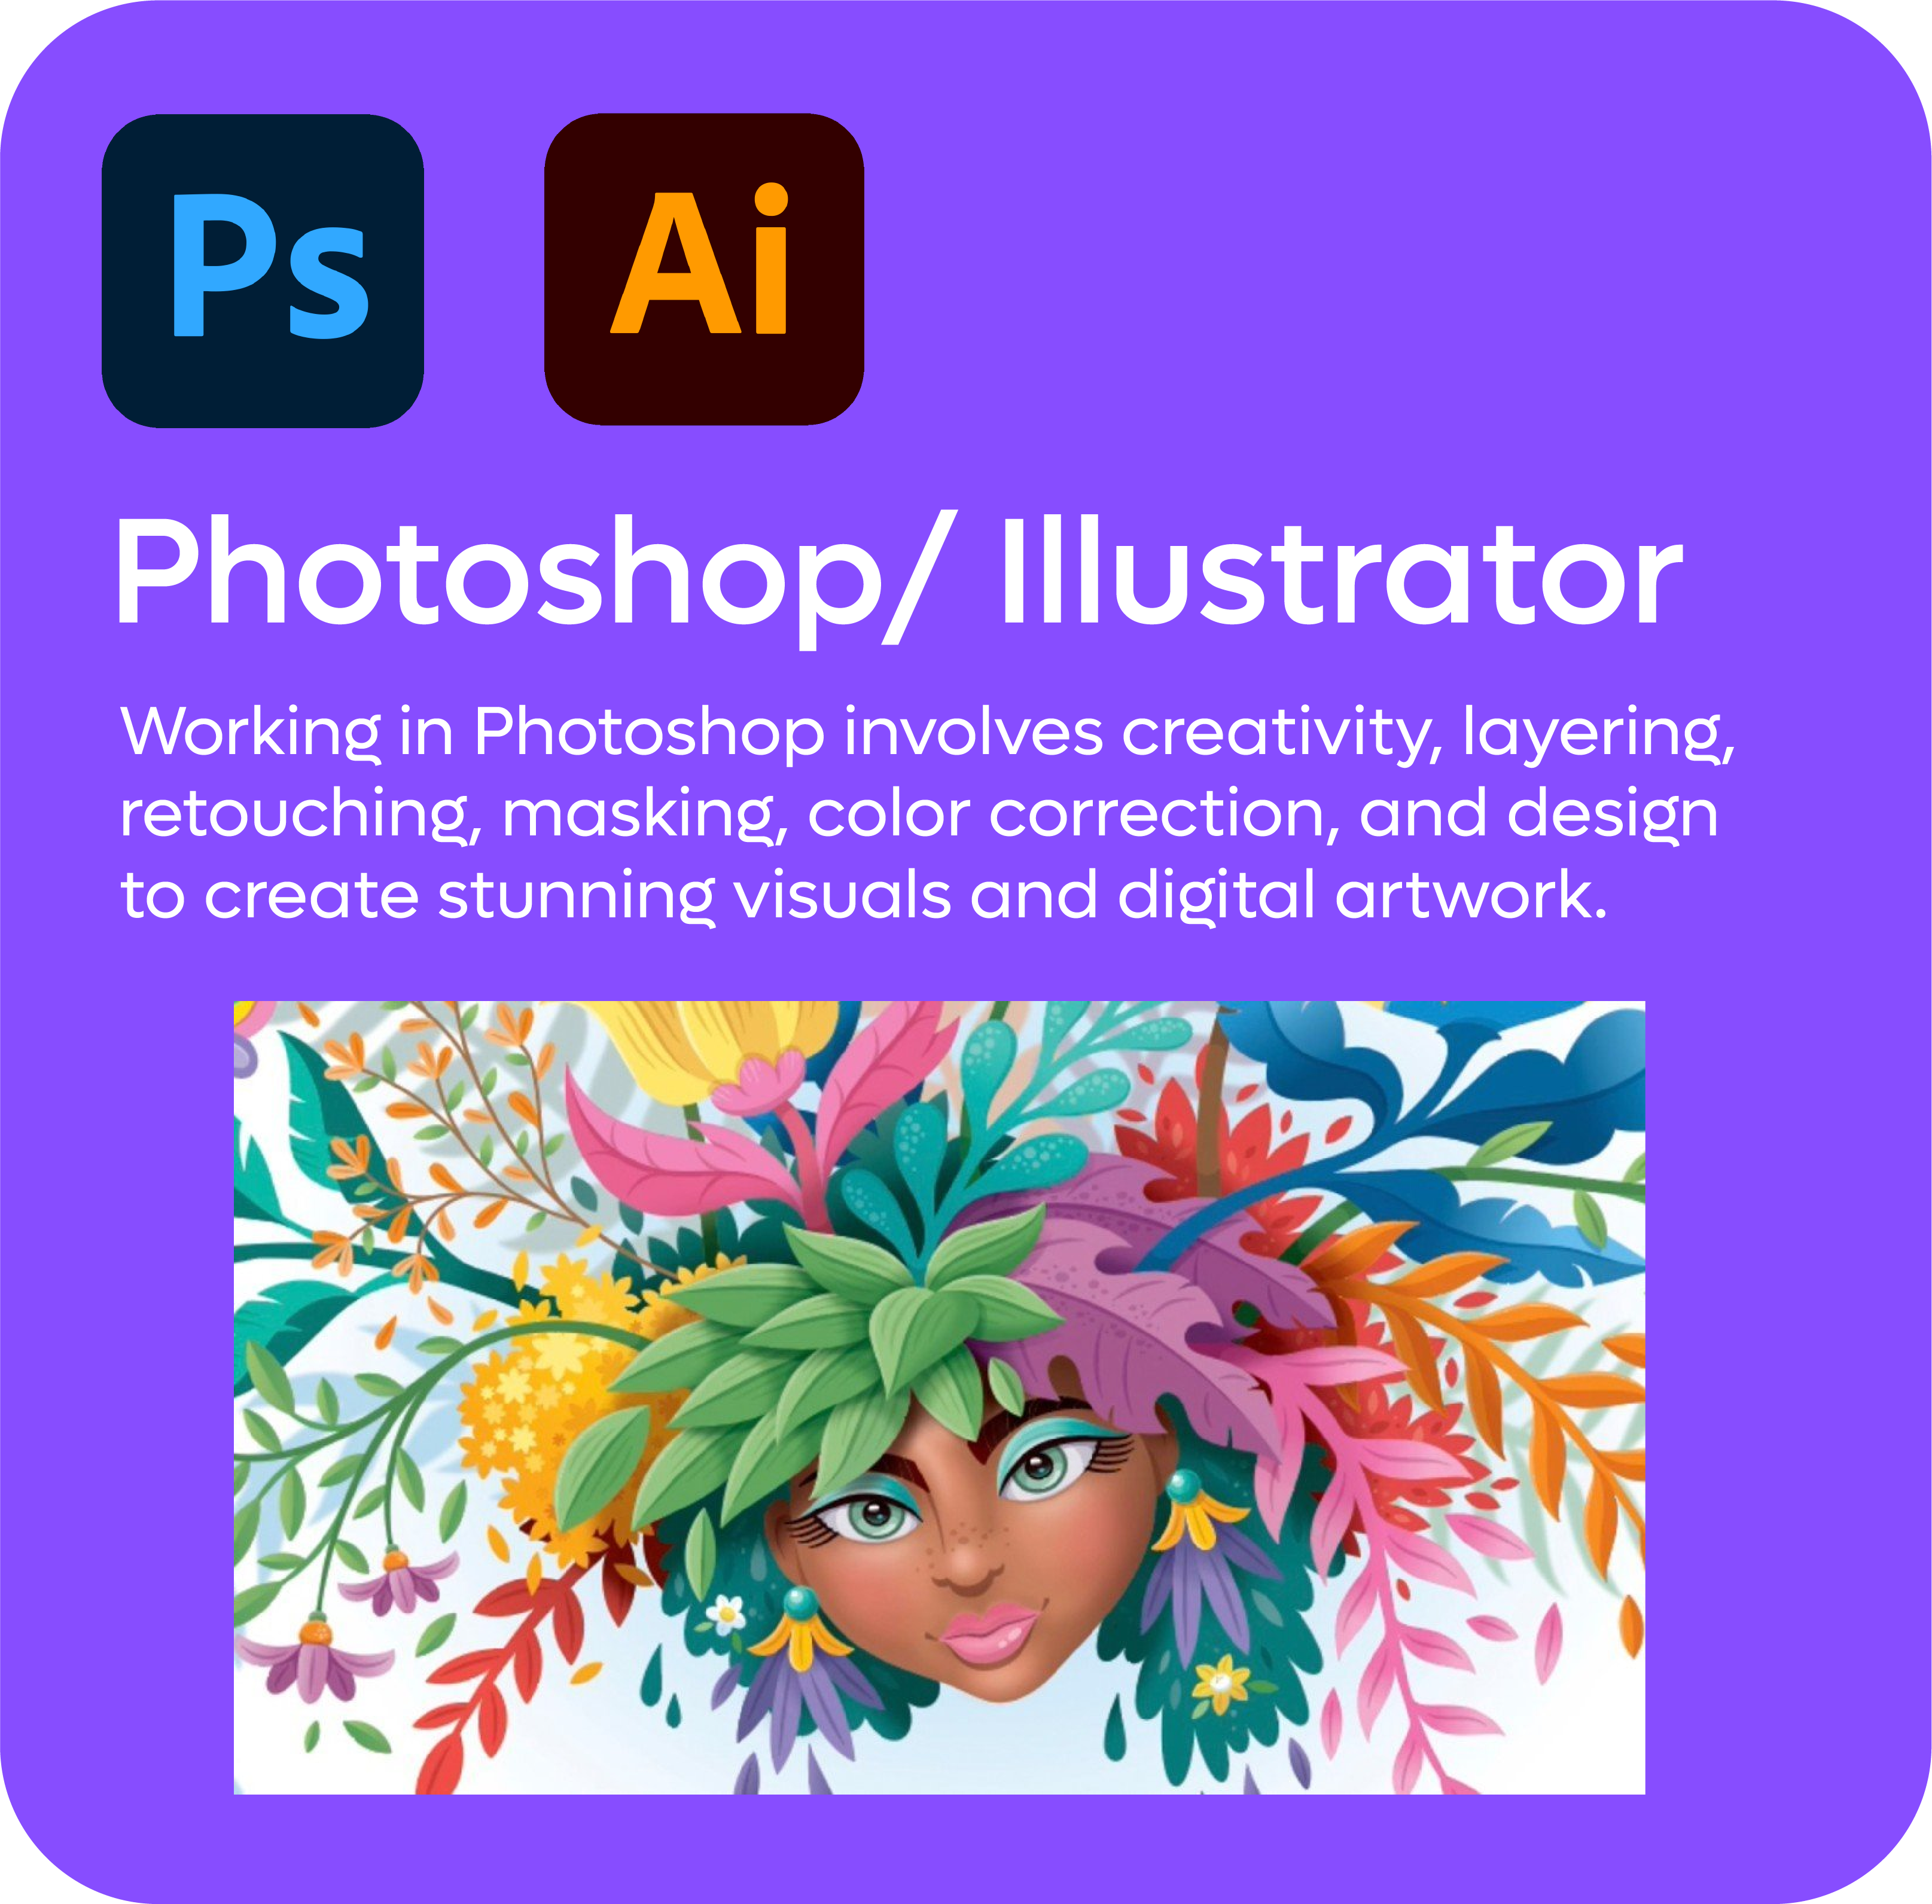 Ps Ai
Photoshop/ Illustrator
Working in Photoshop involves creativity, layering,
retouching, masking, color correction, and design
to create stunning visuals and digital artwork.